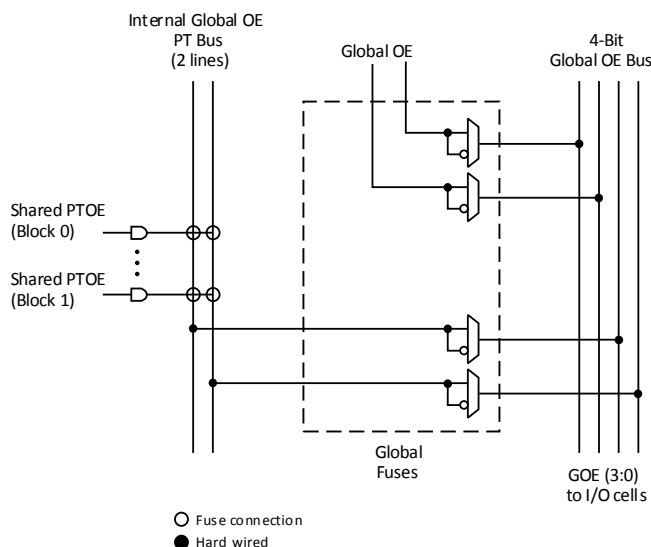 Internal Global OE
PT Bus
(2 lines)
Global OE
4-Bit
Global OE Bus
Shared PTOE
(Block 0)
Shared PTOE
(Block 1)
Global
Fuses
GOE (3:0)
to I/O cells
Fuse connection
Hard wired